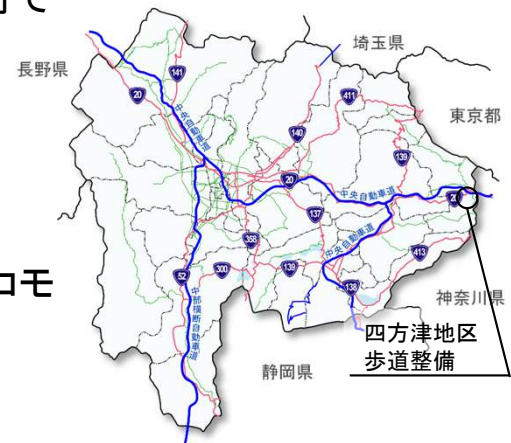 けて
埼玉県
長野県
141
20
411
東京都
中央自動車道
140
139
20
中央自動車道
20
137
358
中央自動車道
413
52
300
139
138
コモ
中部横断自動車道
神奈川県
四方津地区
歩道整備
静岡県